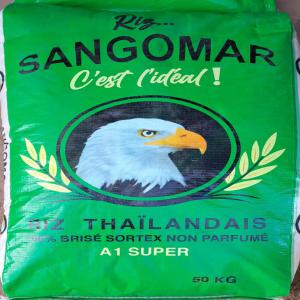 Riz...
SANGOMAR
C'est l'idéal !
RIZ THAÏLANDAIS
BRISÉ SORTEX NON PARFUMÉ
A1 SUPER
50 KG